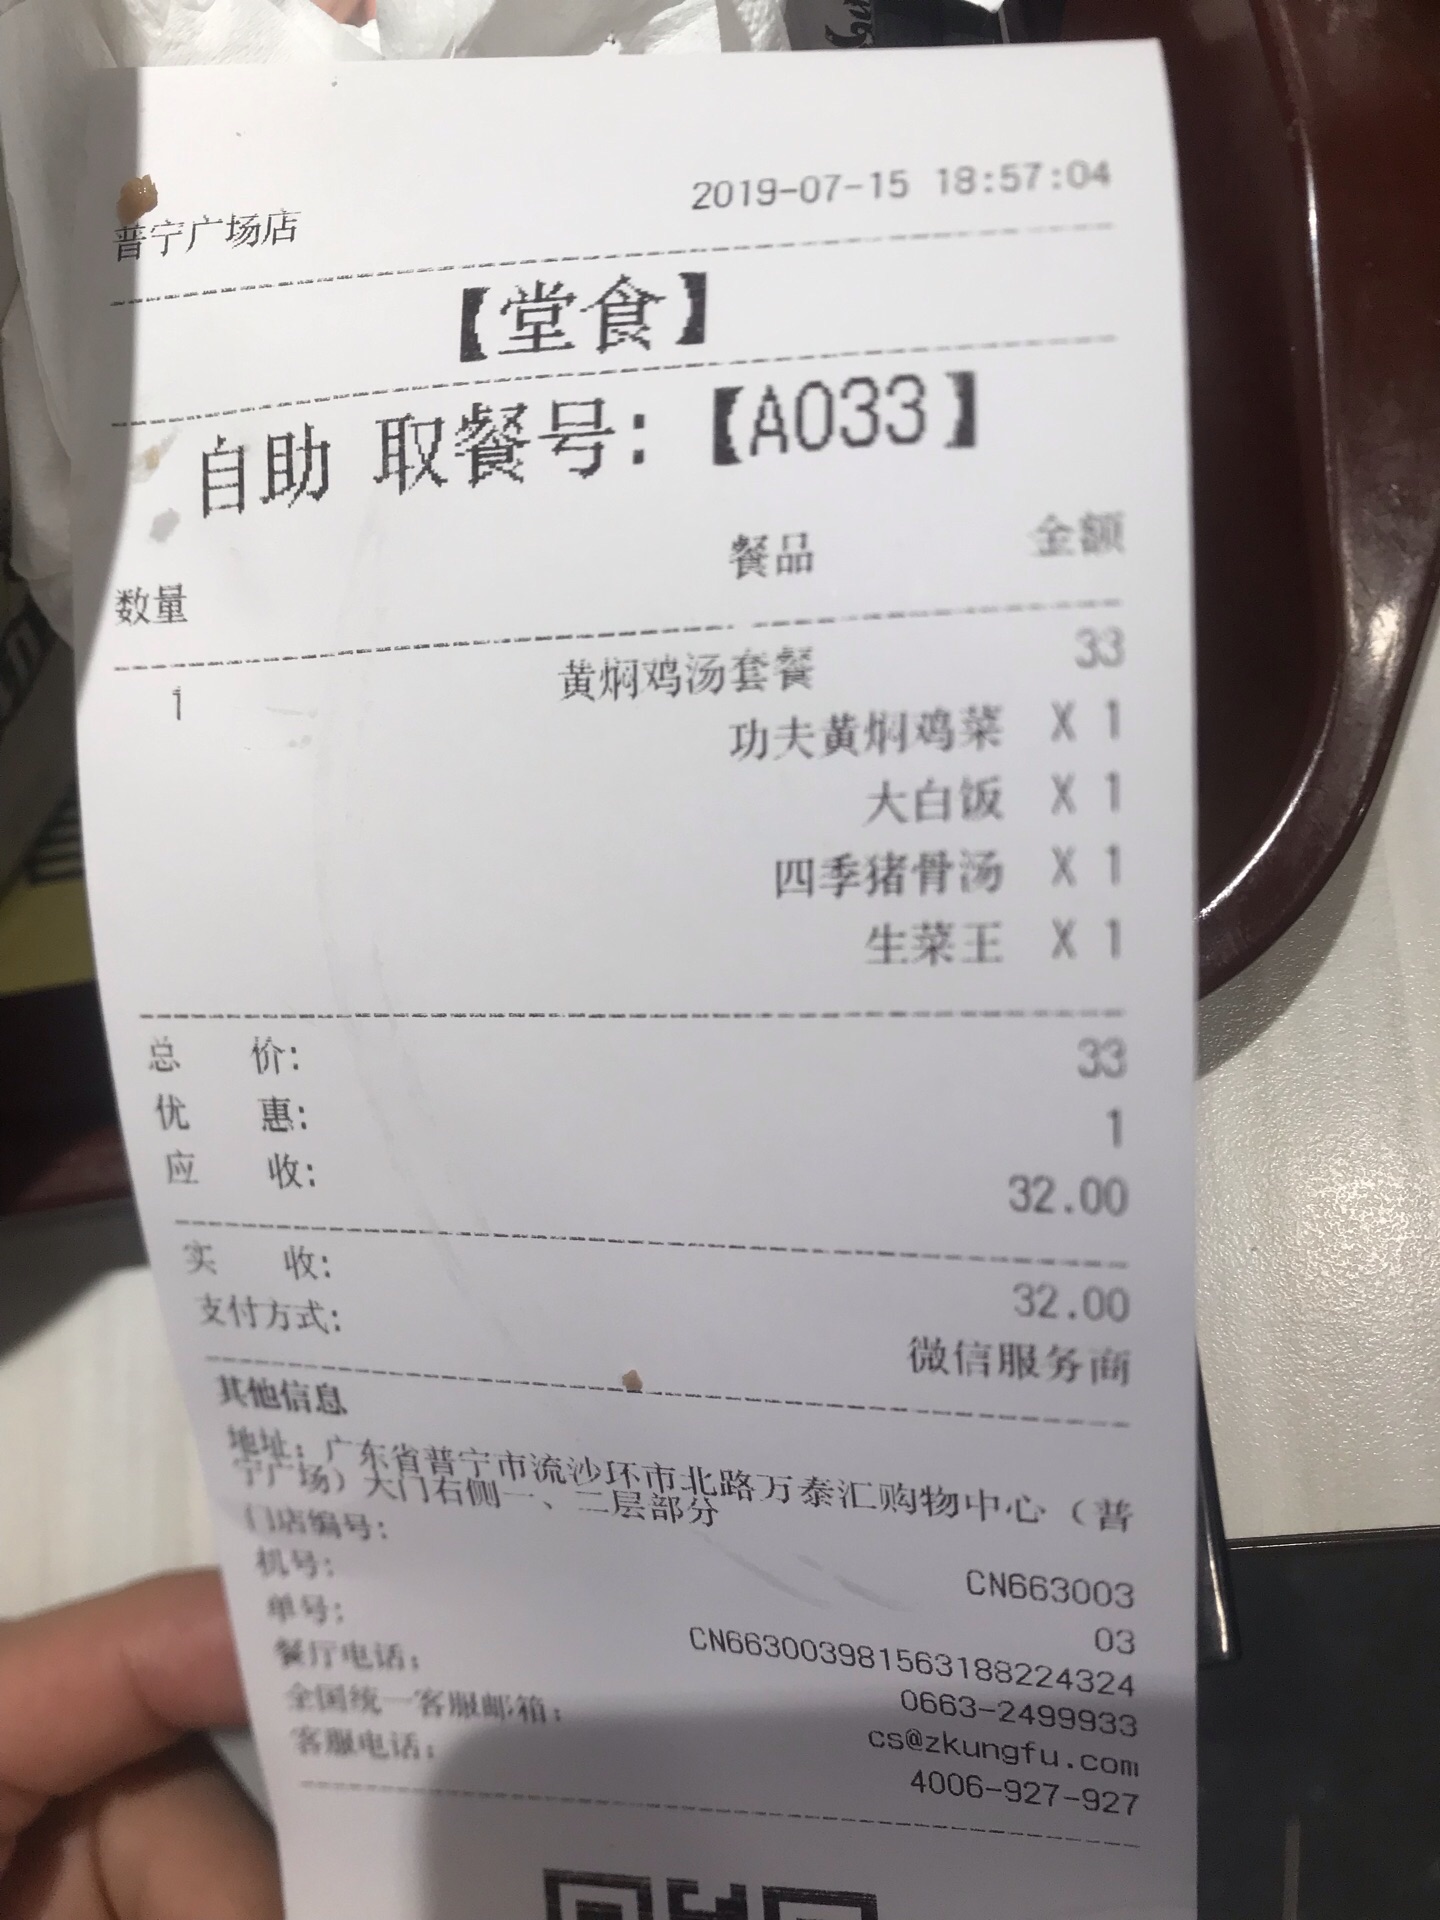 2019-07-15 18:57:04
普宁广场店
【堂食】
自助 取餐号:【A033】
数量 餐品 金额
1 黄焖鸡汤套餐 33
功夫黄焖鸡菜 X 1
大白饭 X 1
四季猪骨汤 X 1
生菜王 X 1
总 价: 33
优 惠: 1
应 收: 32.00
实 收: 32.00
支付方式: 微信服务商
其他信息
地址: 广东省普宁市流沙环市北路万泰汇购物中心（普
宁广场）大门右侧一、二层部分
门店编号: CN663003
机号: 03
单号: CN663003981563188224324
餐厅电话: 0663-2499933
全国统一客服邮箱: cs@zkungfu.com
客服电话: 4006-927-927